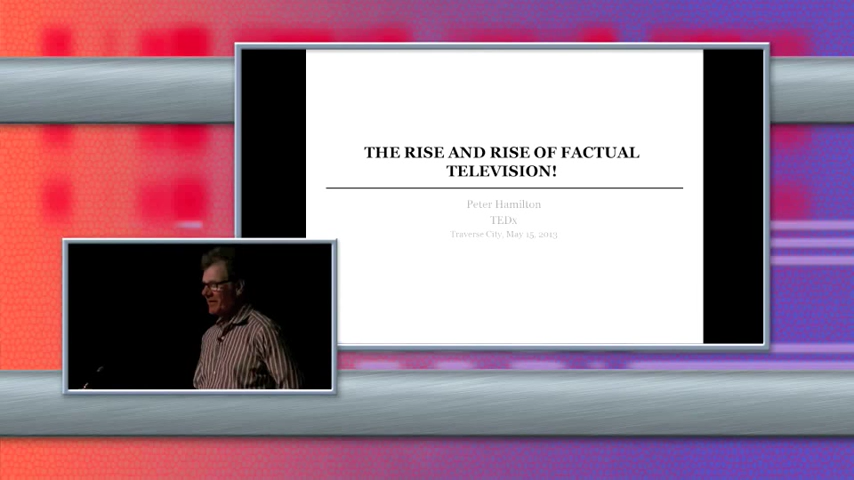 THE RISE AND RISE OF FACTUAL
TELEVISION!
Peter Hamilton
TEDx
Traverse City, May 15, 2013